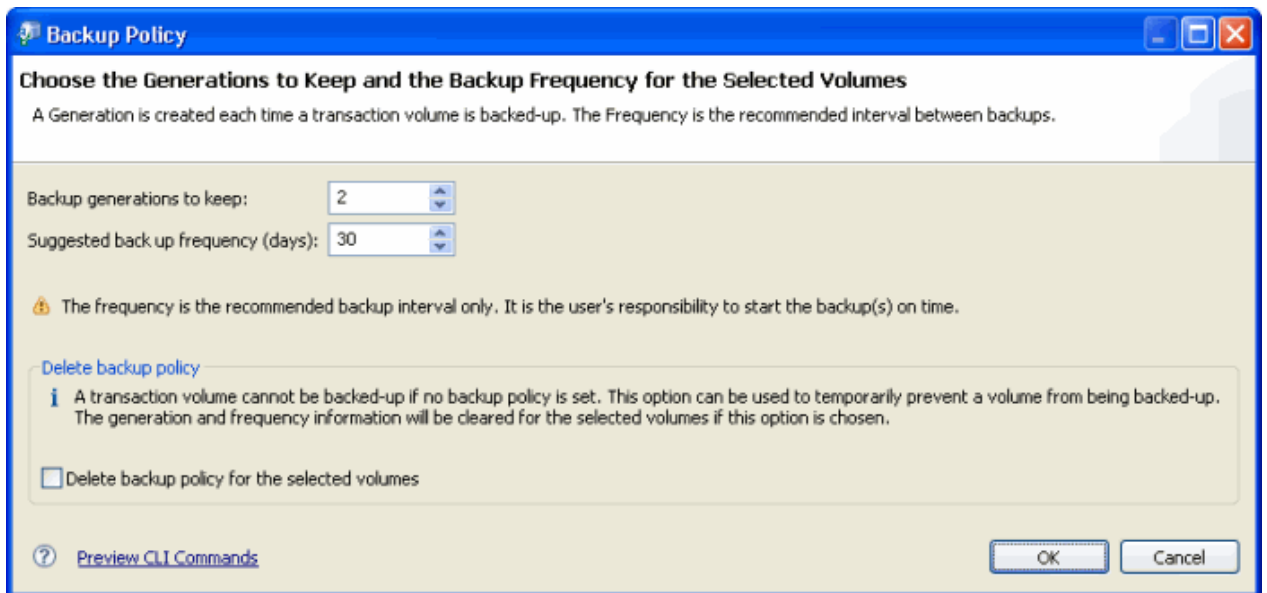 Backup Policy
Choose the Generations to Keep and the Backup Frequency for the Selected Volumes
A Generation is created each time a transaction volume is backed-up. The Frequency is the recommended interval between backups.
Backup generations to keep: 2
Suggested back up frequency (days): 30
The frequency is the recommended backup interval only. It is the user's responsibility to start the backup(s) on time.
Delete backup policy
A transaction volume cannot be backed-up if no backup policy is set. This option can be used to temporarily prevent a volume from being backed-up.
The generation and frequency information will be cleared for the selected volumes if this option is chosen.
Delete backup policy for the selected volumes
Preview CLI Commands
OK Cancel